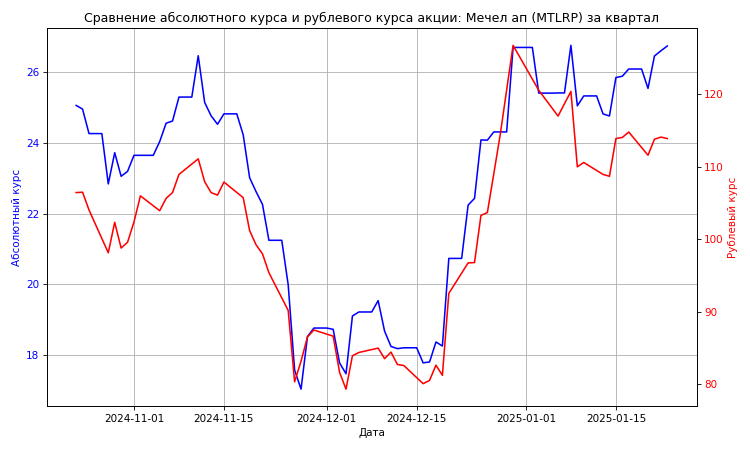 Сравнение абсолютного курса и рублевого курса акции: Мечел ап (MTLRP) за квартал
Абсолютный курс
26
24
22
20
18
120
110
100
90
80
Рублевый курс
2024-11-01 2024-11-15 2024-12-01 2024-12-15 2025-01-01 2025-01-15
Дата